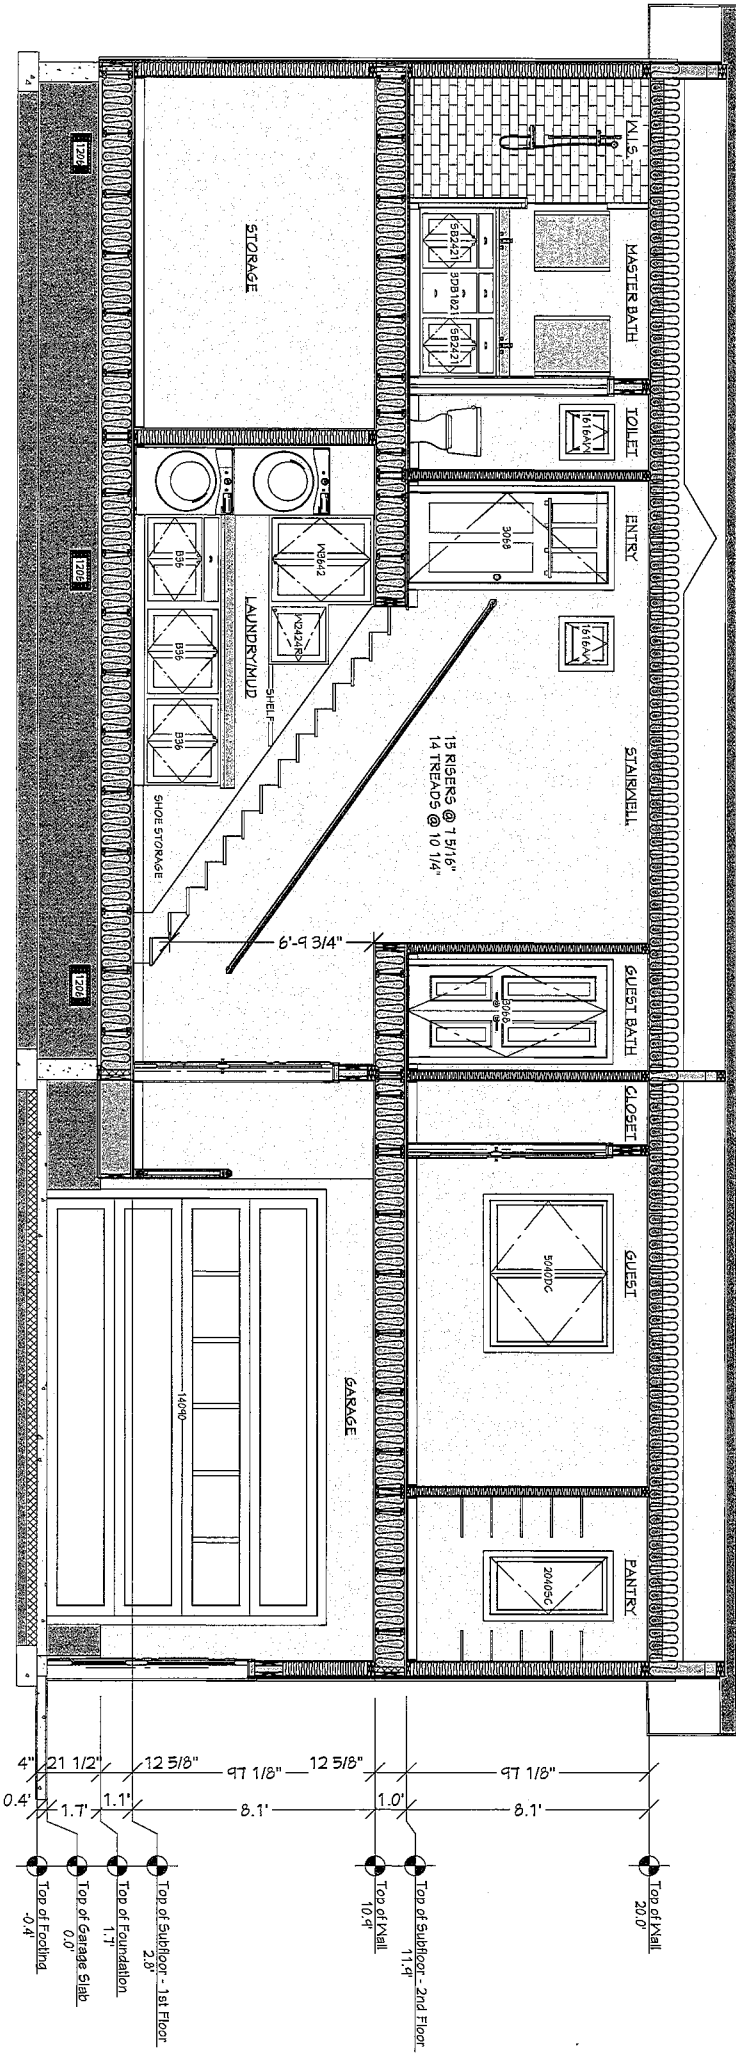 W.I.S.
MASTER BATH
TOILET
ENTRY
STAIRWELL
GUEST BATH
CLOSET
GUEST
PANTRY
SB2421
3DB1821
SB2421
1616AW
3068
1616AW
15 RISERS @ 7 5/16"
14 TREADS @ 10 1/4"
3068
5040DC
2040SC
STORAGE
W3642
W2424R
SHELF
LAUNDRY/MUD
B36
B36
B36
SHOE STORAGE
6'-9 3/4"
GARAGE
14090
1206
1206
1206
97 1/8"
12 5/8"
97 1/8"
12 5/8"
21 1/2"
4"
8.1'
1.0'
8.1'
1.1'
1.7'
0.4'
Top of Wall
20.0'
Top of Subfloor - 2nd Floor
11.9'
Top of Wall
10.9'
Top of Subfloor - 1st Floor
2.8'
Top of Foundation
1.7'
Top of Garage Slab
0.0'
Top of Footing
-0.4'